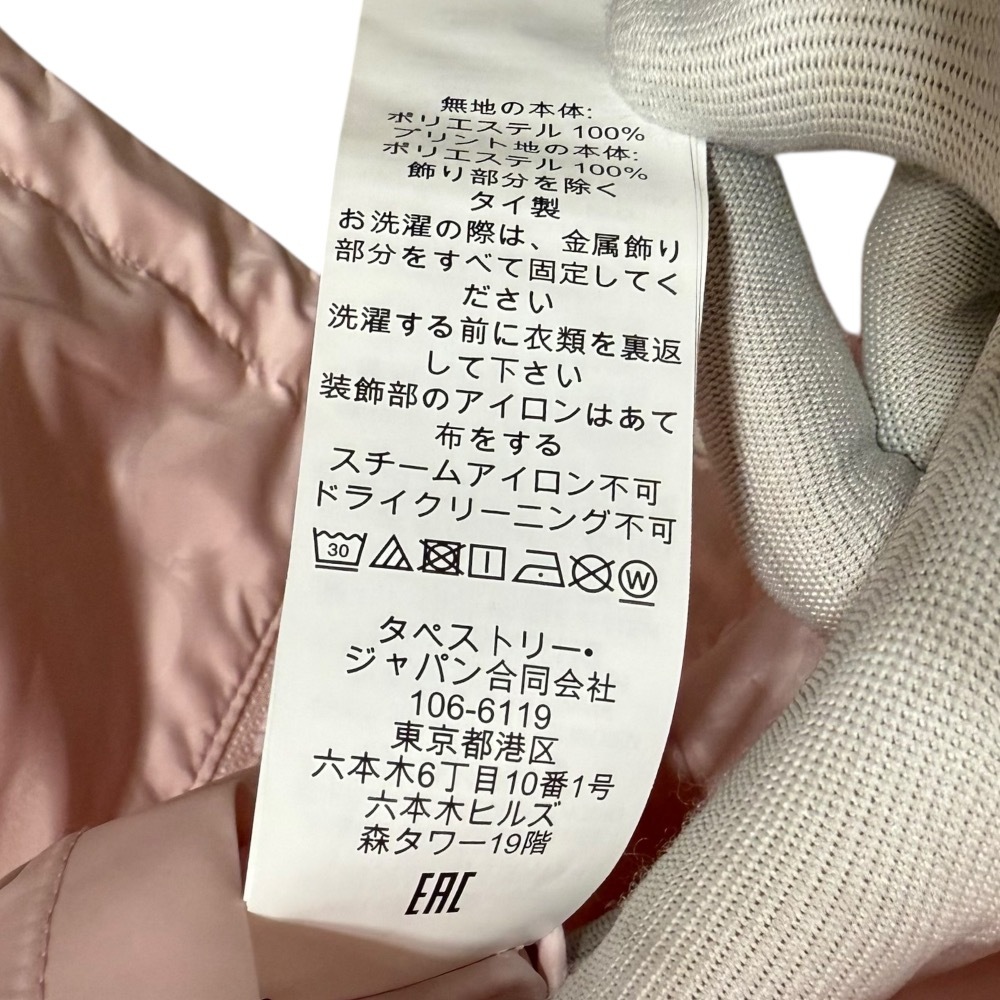 無地の本体:
ポリエステル 100%
プリント地の本体:
ポリエステル 100%
飾り部分を除く
タイ製
お洗濯の際は、金属飾り
部分をすべて固定してく
ださい
洗濯する前に衣類を裏返
して下さい
装飾部のアイロンはあて
布をする
スチームアイロン不可
ドライクリーニング不可
30
W
タペストリー・
ジャパン合同会社
106-6119
東京都港区
六本木6丁目10番1号
六本木ヒルズ
森タワー19階
EAC